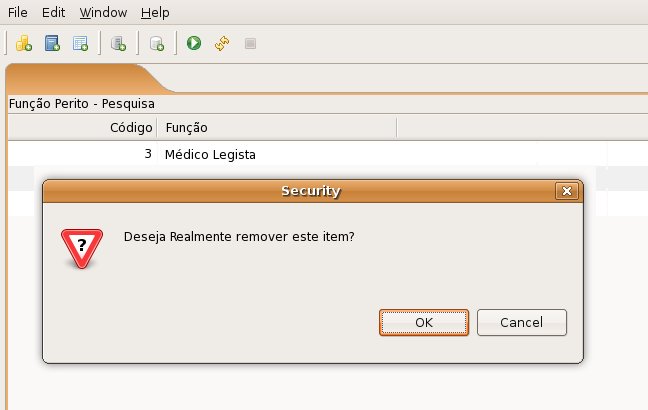 File Edit Window Help
Função Perito - Pesquisa
Código Função
3 Médico Legista
Security
?
Deseja Realmente remover este item?
OK Cancel